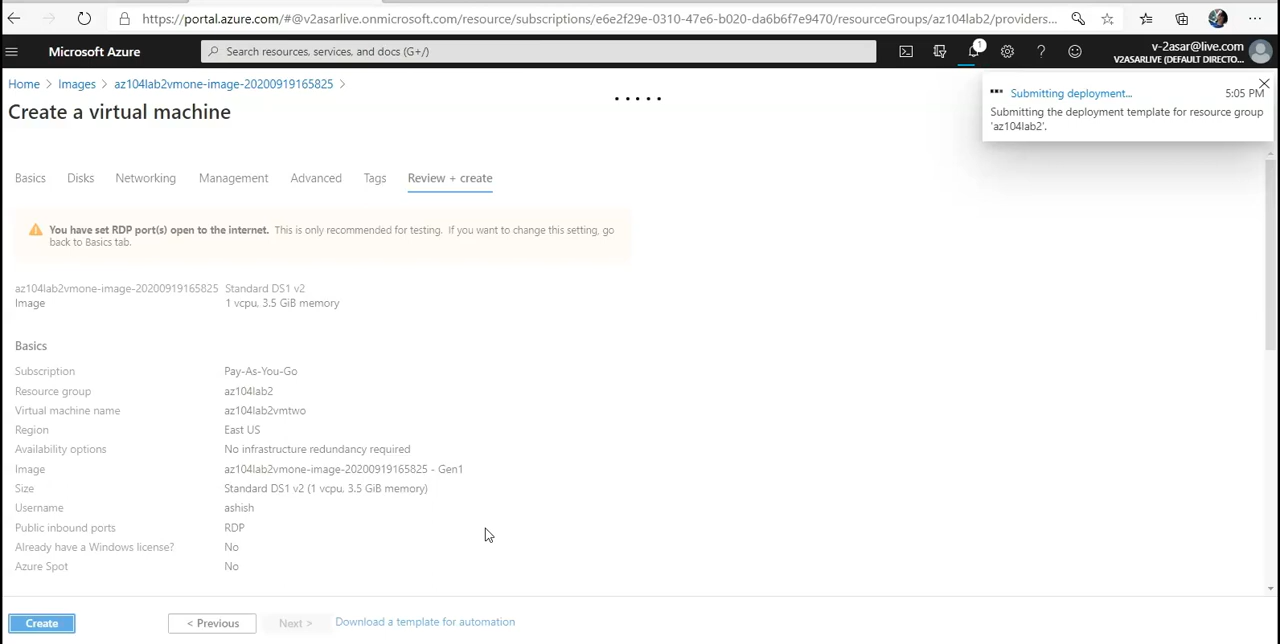 https://portal.azure.com/#@v2asarlive.onmicrosoft.com/resource/subscriptions/e6e2f29e-0310-47e6-b020-da6b6f7e9470/resourceGroups/az104lab2/providers...
Microsoft Azure
Search resources, services, and docs (G+/)
1
v-2asar@live.com
V2ASARLIVE (DEFAULT DIRECTO...
Home > Images > az104lab2vmone-image-20200919165825 >
Create a virtual machine
Submitting deployment... 5:05 PM
Submitting the deployment template for resource group
'az104lab2'.
Basics Disks Networking Management Advanced Tags Review + create
You have set RDP port(s) open to the internet. This is only recommended for testing. If you want to change this setting, go
back to Basics tab.
az104lab2vmone-image-20200919165825 Standard DS1 v2
Image 1 vcpu, 3.5 GiB memory
Basics
Subscription Pay-As-You-Go
Resource group az104lab2
Virtual machine name az104lab2vmtwo
Region East US
Availability options No infrastructure redundancy required
Image az104lab2vmone-image-20200919165825 - Gen1
Size Standard DS1 v2 (1 vcpu, 3.5 GiB memory)
Username ashish
Public inbound ports RDP
Already have a Windows license? No
Azure Spot No
Create < Previous Next > Download a template for automation